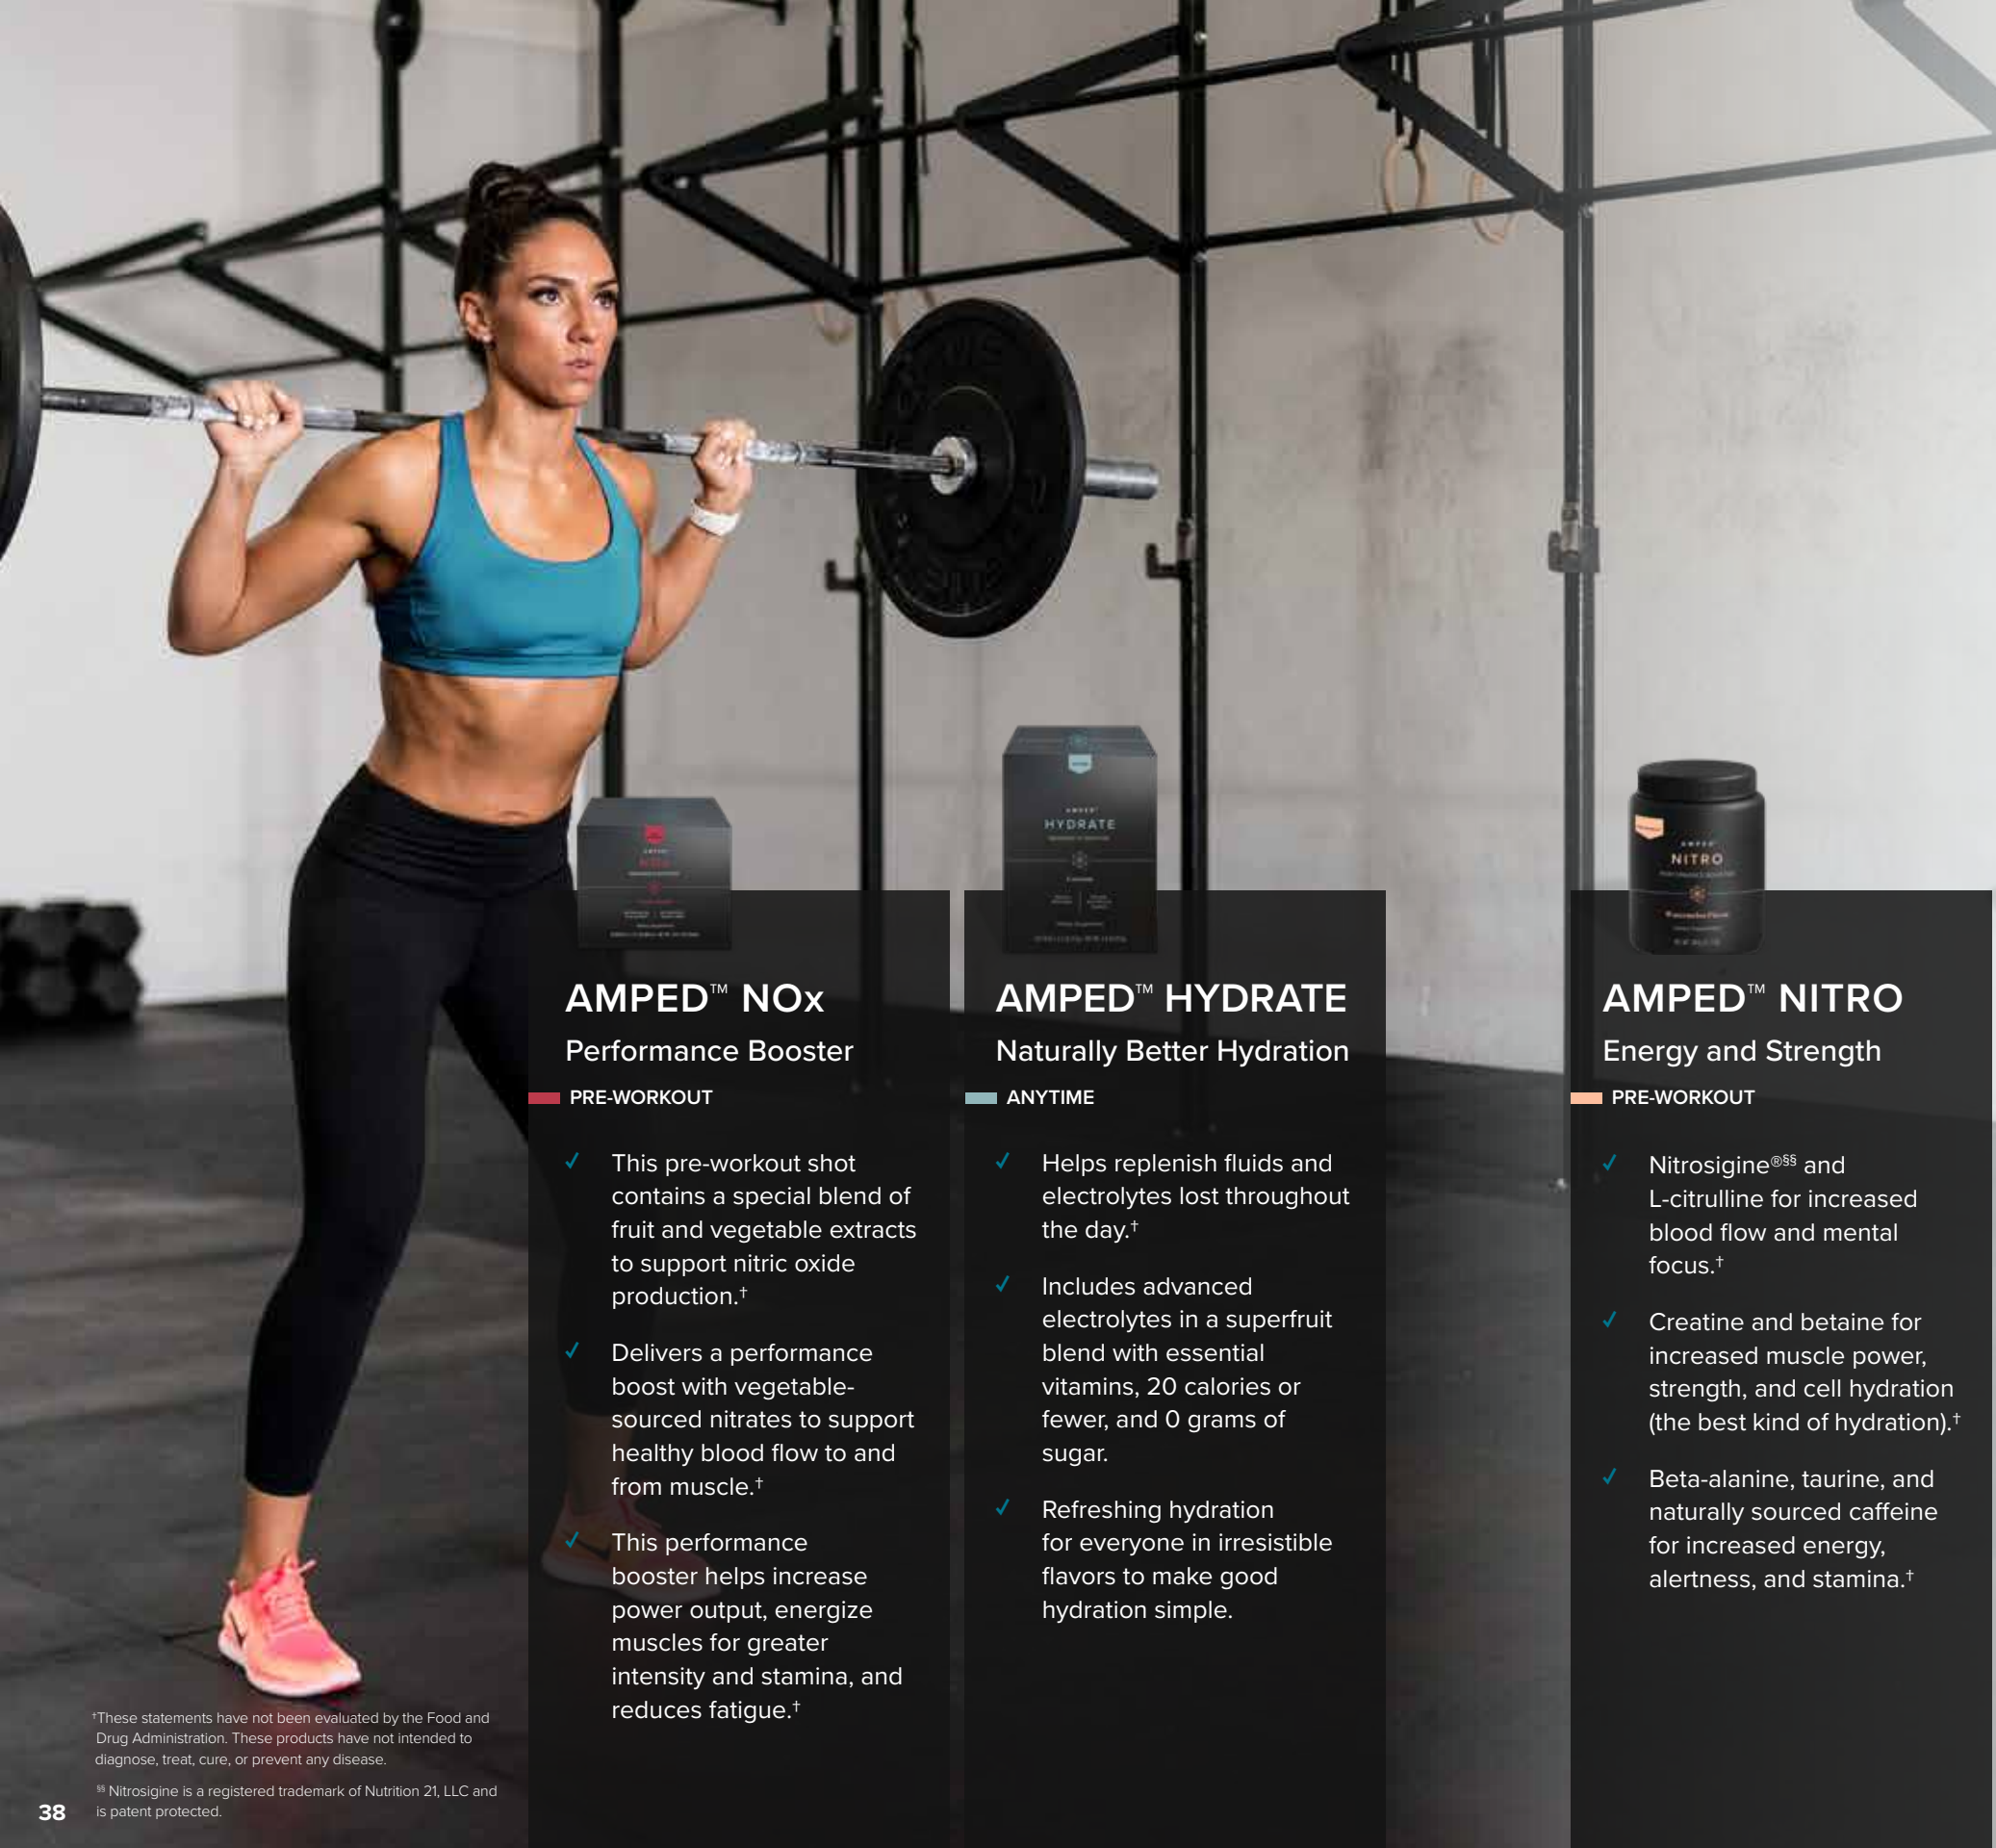 AMPED™
HYDRATE
NITRO
AMPED™ NOx
Performance Booster
PRE-WORKOUT
✓ This pre-workout shot
contains a special blend of
fruit and vegetable extracts
to support nitric oxide
production.†
✓ Delivers a performance
boost with vegetable-
sourced nitrates to support
healthy blood flow to and
from muscle.†
✓ This performance
booster helps increase
power output, energize
muscles for greater
intensity and stamina, and
reduces fatigue.†
AMPED™ HYDRATE
Naturally Better Hydration
ANYTIME
✓ Helps replenish fluids and
electrolytes lost throughout
the day.†
✓ Includes advanced
electrolytes in a superfruit
blend with essential
vitamins, 20 calories or
fewer, and 0 grams of
sugar.
✓ Refreshing hydration
for everyone in irresistible
flavors to make good
hydration simple.
AMPED™ NITRO
Energy and Strength
PRE-WORKOUT
✓ Nitrosigine®§§ and
L-citrulline for increased
blood flow and mental
focus.†
✓ Creatine and betaine for
increased muscle power,
strength, and cell hydration
(the best kind of hydration).†
✓ Beta-alanine, taurine, and
naturally sourced caffeine
for increased energy,
alertness, and stamina.†
†These statements have not been evaluated by the Food and
Drug Administration. These products have not intended to
diagnose, treat, cure, or prevent any disease.
§§ Nitrosigine is a registered trademark of Nutrition 21, LLC and
is patent protected.
38